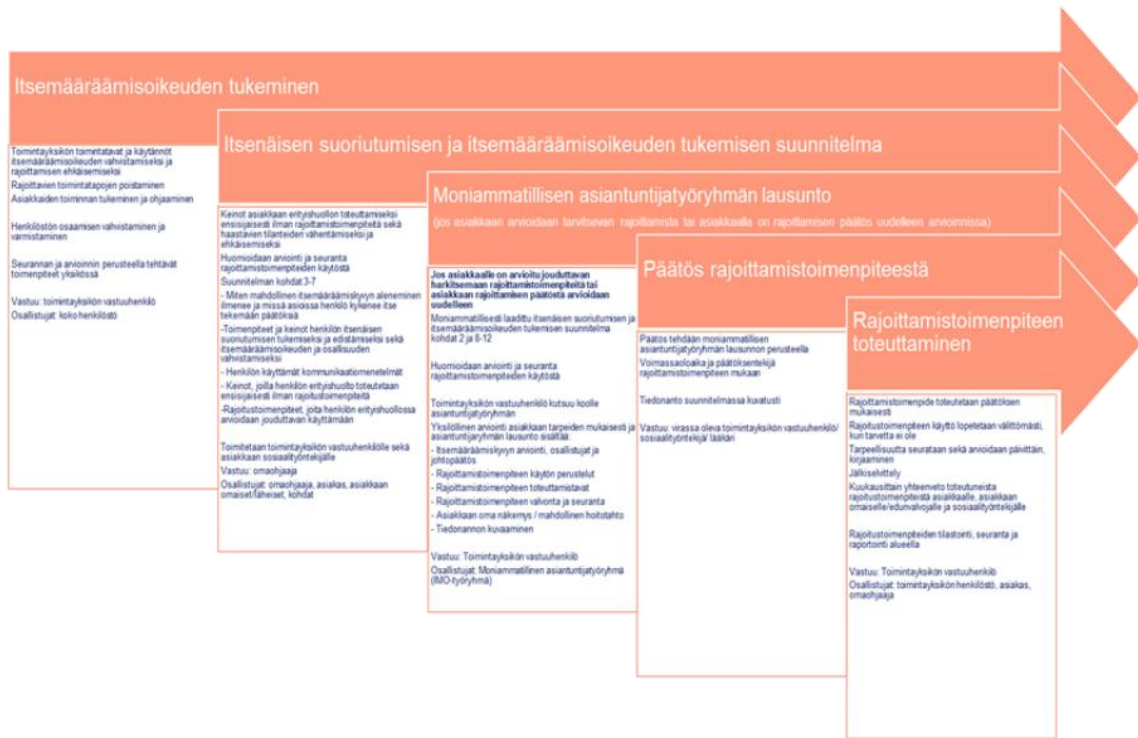 Itsemääräämisoikeuden tukeminen
Toimintayksikön toimintatavat ja käytännöt
itsemääräämisoikeuden vahvistamiseksi ja
rajoittamisen ehkäisemiseksi
Rajoittavien toimintatapojen poistaminen
Asiakkaiden toiminnan tukeminen ja ohjaaminen
Henkilöstön osaamisen vahvistaminen ja
varmistaminen
Seurannan ja arvioinnin perusteella tehtävät
toimenpiteet yksikössä
Vastuu: toimintayksikön vastuuhenkilö
Osallistujat: koko henkilöstö
Itsenäisen suoriutumisen ja itsemääräämisoikeuden tukemisen suunnitelma
Keinot asiakkaan erityishuollon toteuttamiseksi
ensisijaisesti ilman rajoittamistoimenpiteitä sekä
haastavien tilanteiden vähentämiseksi ja
ehkäisemiseksi
Huomioidaan arviointi ja seuranta
rajoittamistoimenpiteiden käytöstä
Suunnitelman kohdat 3-7
- Miten mahdollinen itsemääräämiskyvyn aleneminen
ilmenee ja missä asioissa henkilö kykenee itse
tekemään päätöksiä
-Toimenpiteet ja keinot henkilön itsenäisen
suoriutumisen tukemiseksi ja edistämiseksi sekä
itsemääräämisoikeuden ja osallisuuden
vahvistamiseksi
- Henkilön käyttämät kommunikaatiomenetelmät
- Keinot, joilla henkilön erityishuolto toteutetaan
ensisijaisesti ilman rajoitustoimenpiteitä
-Rajoitustoimenpiteet, joita henkilön erityishuollossa
arvioidaan jouduttavan käyttämään
Toimitetaan toimintayksikön vastuuhenkilölle sekä
asiakkaan sosiaalityöntekijälle
Vastuu: omaohjaaja
Osallistujat: omaohjaaja, asiakas, asiakkaan
omaiset/läheiset, kohdat
Moniammatillisen asiantuntijatyöryhmän lausunto
(jos asiakkaan arvioidaan tarvitsevan rajoittamista tai asiakkaalla on rajoittamisen päätös uudelleen arvioinnissa)
Jos asiakkaalle on arvioitu jouduttavan
harkitsemaan rajoittamistoimenpiteitä tai
asiakkaan rajoittamisen päätöstä arvioidaan
uudelleen
Moniammatillisesti laadittu itsenäisen suoriutumisen ja
itsemääräämisoikeuden tukemisen suunnitelma
kohdat 2 ja 8-12
Huomioidaan arviointi ja seuranta
rajoittamistoimenpiteiden käytöstä
Toimintayksikön vastuuhenkilö kutsuu koolle
asiantuntijatyöryhmän
Yksilöllinen arviointi asiakkaan tarpeiden mukaisesti ja
asiantuntijaryhmän lausunto sisältää:
- Itsemääräämiskyvyn arviointi, osallistujat ja
johtopäätös
- Rajoittamistoimenpiteen käytön perustelut
- Rajoittamistoimenpiteen toteuttamistavat
- Rajoittamistoimenpiteen valvonta ja seuranta
- Asiakkaan oma näkemys / mahdollinen hoitotahto
- Tiedonannon kuvaaminen
Vastuu: Toimintayksikön vastuuhenkilö
Osallistujat: Moniammatillinen asiantuntijatyöryhmä
(IMO-työryhmä)
Päätös rajoittamistoimenpiteestä
Päätös tehdään moniammatillisen
asiantuntijatyöryhmän lausunnon perusteella
Voimassaoloaika ja päätöksentekijä
rajoittamistoimenpiteen mukaan
Tiedonanto suunnitelmassa kuvatusti
Vastuu: virassa oleva toimintayksikön vastuuhenkilö/
sosiaalityöntekijä/ lääkäri
Rajoittamistoimenpiteen
toteuttaminen
Rajoittamistoimenpide toteutetaan päätöksen
mukaisesti
Rajoitustoimenpiteen käyttö lopetetaan välittömästi,
kun tarvetta ei ole
Tarpeellisuutta seurataan sekä arvioidaan päivittäin,
kirjaaminen
Jälkiselvittely
Kuukausittain yhteenveto toteutuneista
rajoitustoimenpiteistä asiakkaalle, asiakkaan
omaiselle/edunvalvojalle ja sosiaalityöntekijälle
Rajoitustoimenpiteiden tilastointi, seuranta ja
raportointi alueella
Vastuu: Toimintayksikön vastuuhenkilö
Osallistujat: toimintayksikön henkilöstö, asiakas,
omaohjaaja